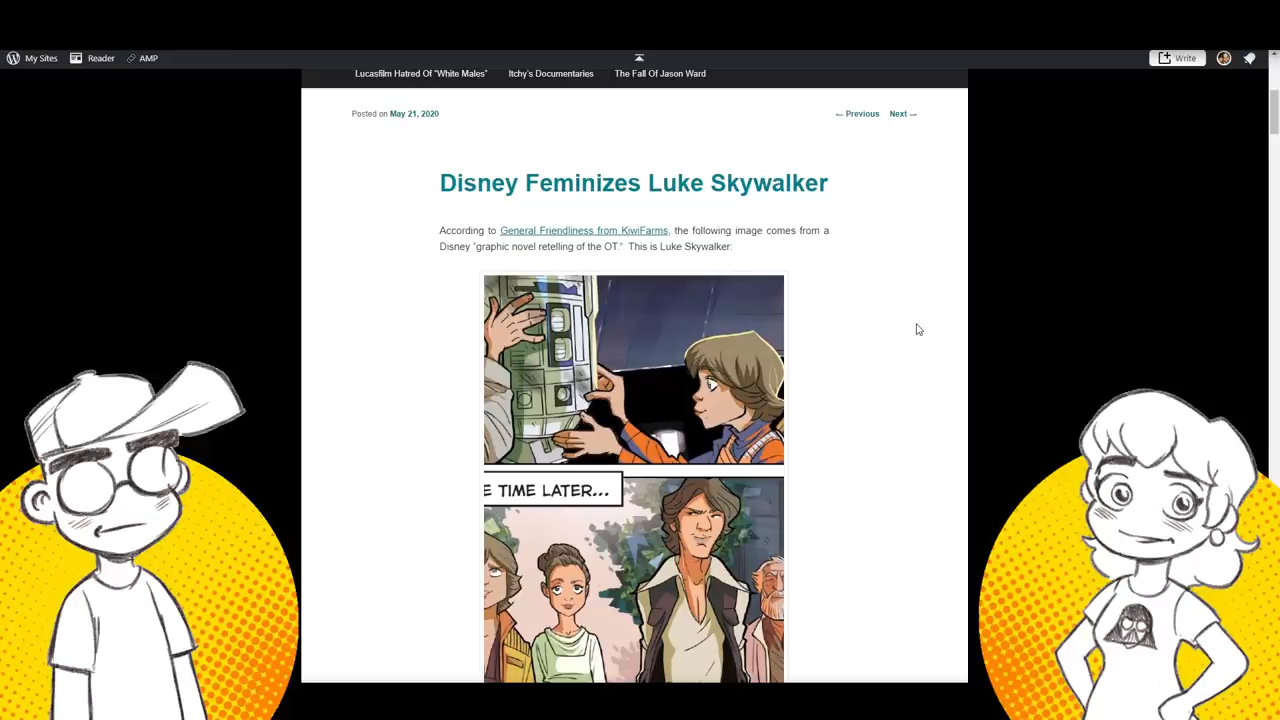 My Sites Reader AMP Write
Lucasfilm Hatred Of "White Males" Itchy's Documentaries The Fall Of Jason Ward
Posted on May 21, 2020 ← Previous Next →
Disney Feminizes Luke Skywalker
According to General Friendliness from KiwiFarms, the following image comes from a
Disney "graphic novel retelling of the OT." This is Luke Skywalker:
E TIME LATER...